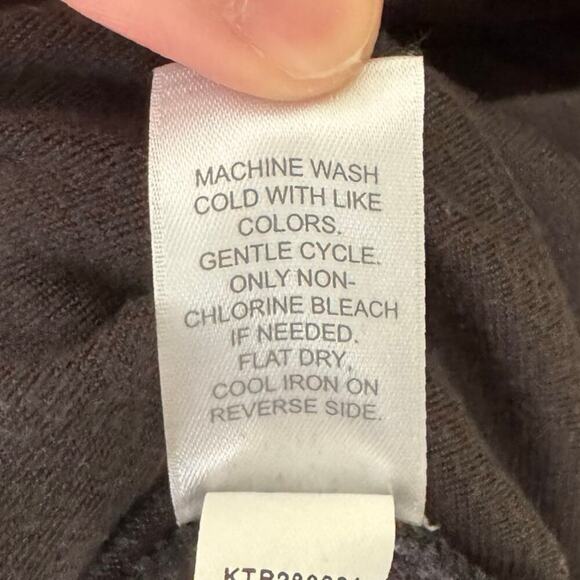 MACHINE WASH
COLD WITH LIKE
COLORS.
GENTLE CYCLE.
ONLY NON-
CHLORINE BLEACH
IF NEEDED.
FLAT DRY,
COOL IRON ON
REVERSE SIDE.